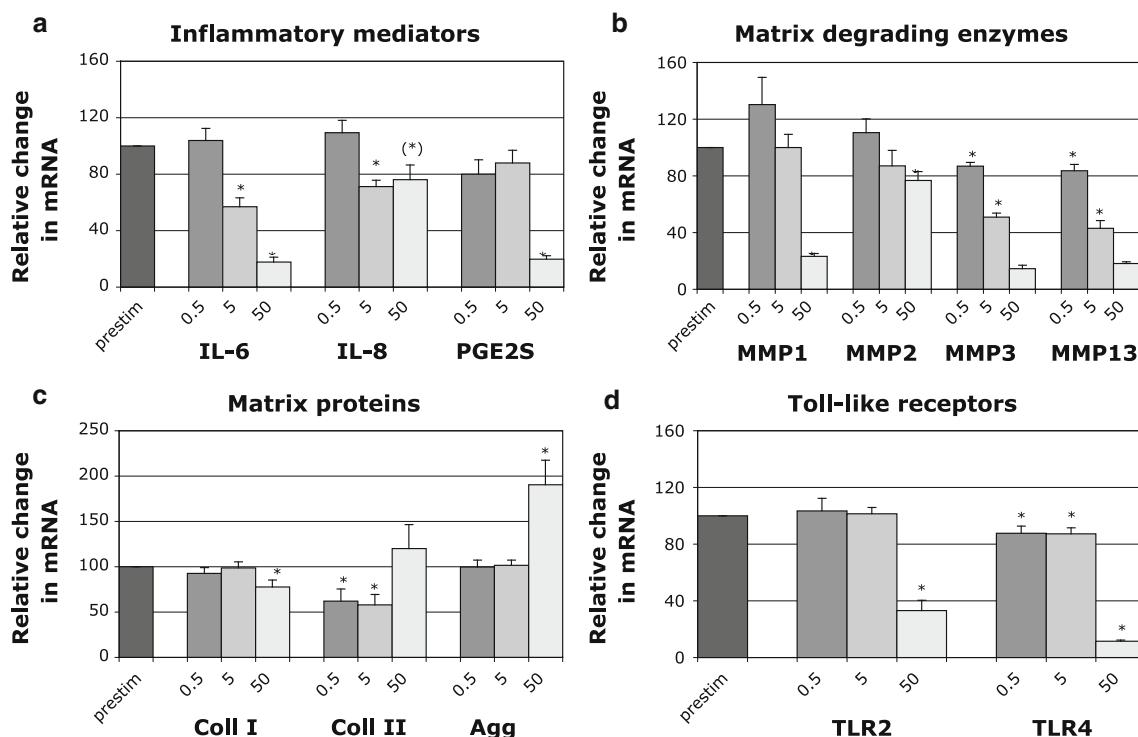 a
Inflammatory mediators
Relative change
in mRNA
160
120
80
40
0
*
*
(*)
*
*
prestim
0.5
5
50
0.5
5
50
0.5
5
50
IL-6
IL-8
PGE2S
b
Matrix degrading enzymes
Relative change
in mRNA
160
120
80
40
0
*
*
*
*
*
*
prestim
0.5
5
50
0.5
5
50
0.5
5
50
0.5
5
50
MMP1
MMP2
MMP3
MMP13
c
Matrix proteins
Relative change
in mRNA
250
200
150
100
50
0
*
*
*
*
prestim
0.5
5
50
0.5
5
50
0.5
5
50
Coll I
Coll II
Agg
d
Toll-like receptors
Relative change
in mRNA
160
120
80
40
0
*
*
*
*
prestim
0.5
5
50
0.5
5
50
TLR2
TLR4